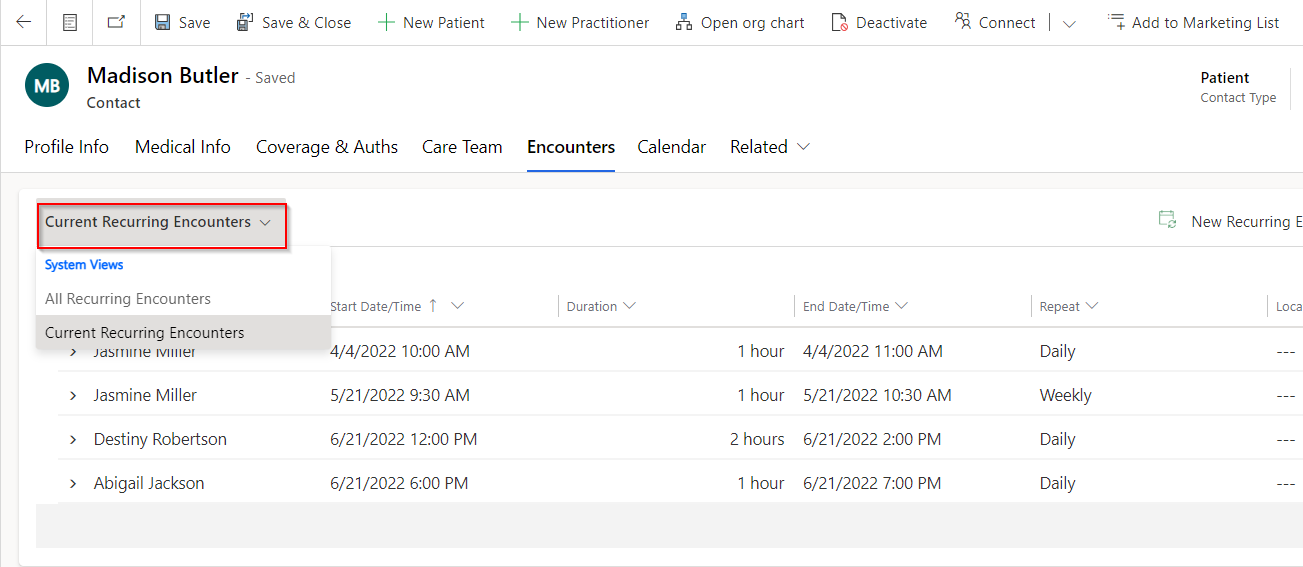 Save Save & Close New Patient New Practitioner Open org chart Deactivate Connect Add to Marketing List
MB
Madison Butler - Saved
Contact
Patient
Contact Type
Profile Info Medical Info Coverage & Auths Care Team Encounters Calendar Related
Current Recurring Encounters
New Recurring E
System Views
All Recurring Encounters
Current Recurring Encounters
Start Date/Time ↑ Duration End Date/Time Repeat Loca
Jasmine Miller 4/4/2022 10:00 AM 1 hour 4/4/2022 11:00 AM Daily ---
Jasmine Miller 5/21/2022 9:30 AM 1 hour 5/21/2022 10:30 AM Weekly ---
Destiny Robertson 6/21/2022 12:00 PM 2 hours 6/21/2022 2:00 PM Daily ---
Abigail Jackson 6/21/2022 6:00 PM 1 hour 6/21/2022 7:00 PM Daily ---